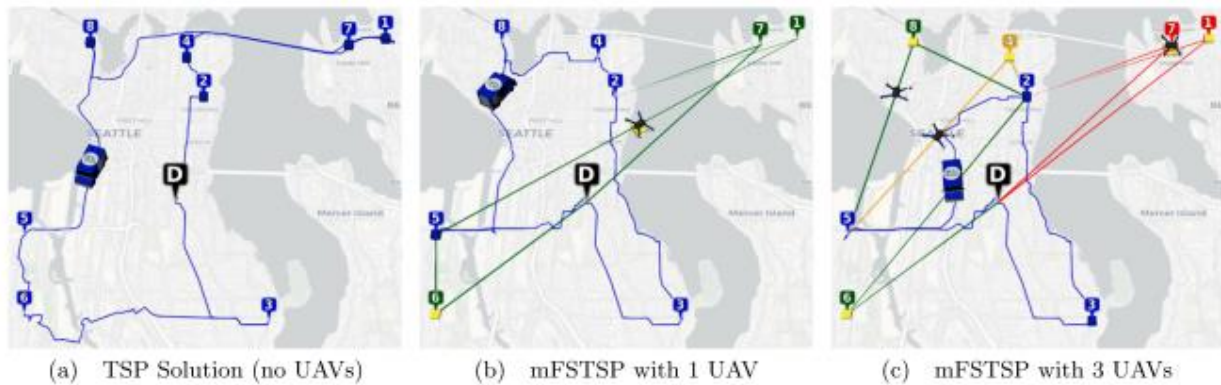 8
7
1
4
2
SEATTLE
D
5
6
3
Mercer Island
8
4
7
1
2
SEATTLE
D
5
6
3
Mercer Island
8
4
7
1
2
SEATTLE
D
5
6
3
Mercer Island
(a) TSP Solution (no UAVs)
(b) mFSTSP with 1 UAV
(c) mFSTSP with 3 UAVs